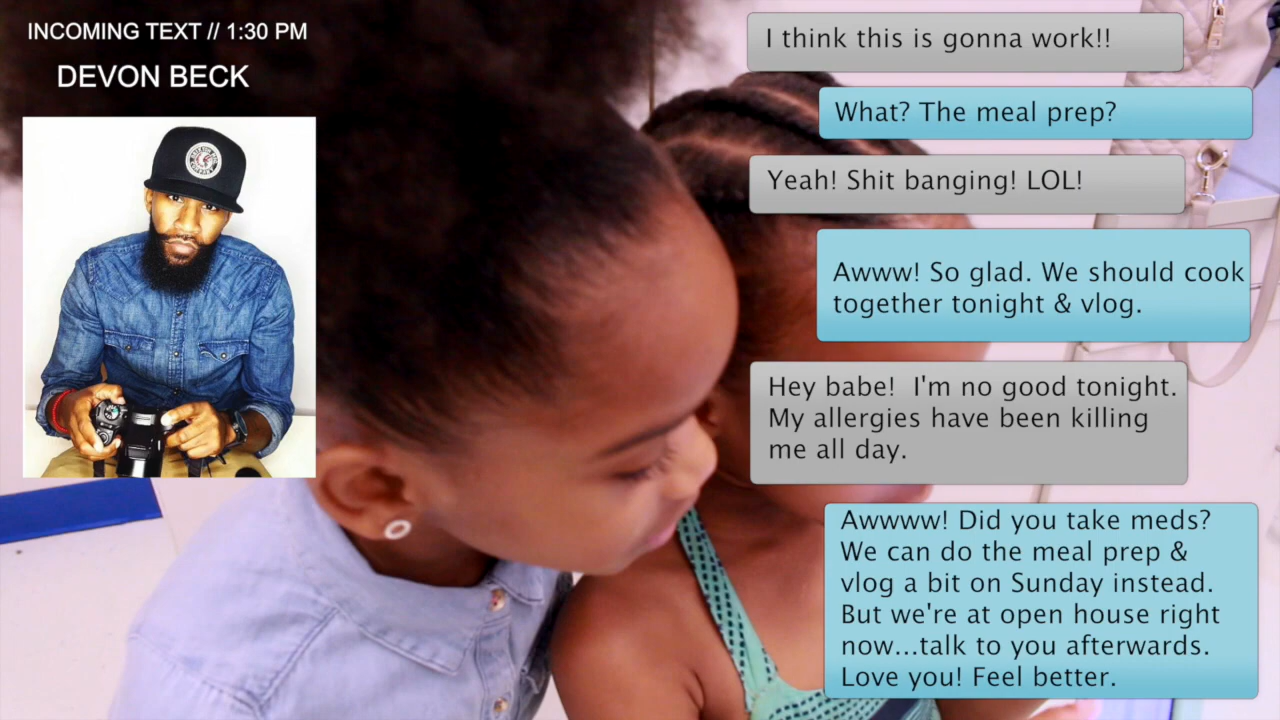 INCOMING TEXT // 1:30 PM
DEVON BECK
I think this is gonna work!!
What? The meal prep?
Yeah! Shit banging! LOL!
Awww! So glad. We should cook
together tonight & vlog.
Hey babe!  I'm no good tonight.
My allergies have been killing
me all day.
Awwww! Did you take meds?
We can do the meal prep &
vlog a bit on Sunday instead.
But we're at open house right
now...talk to you afterwards.
Love you! Feel better.